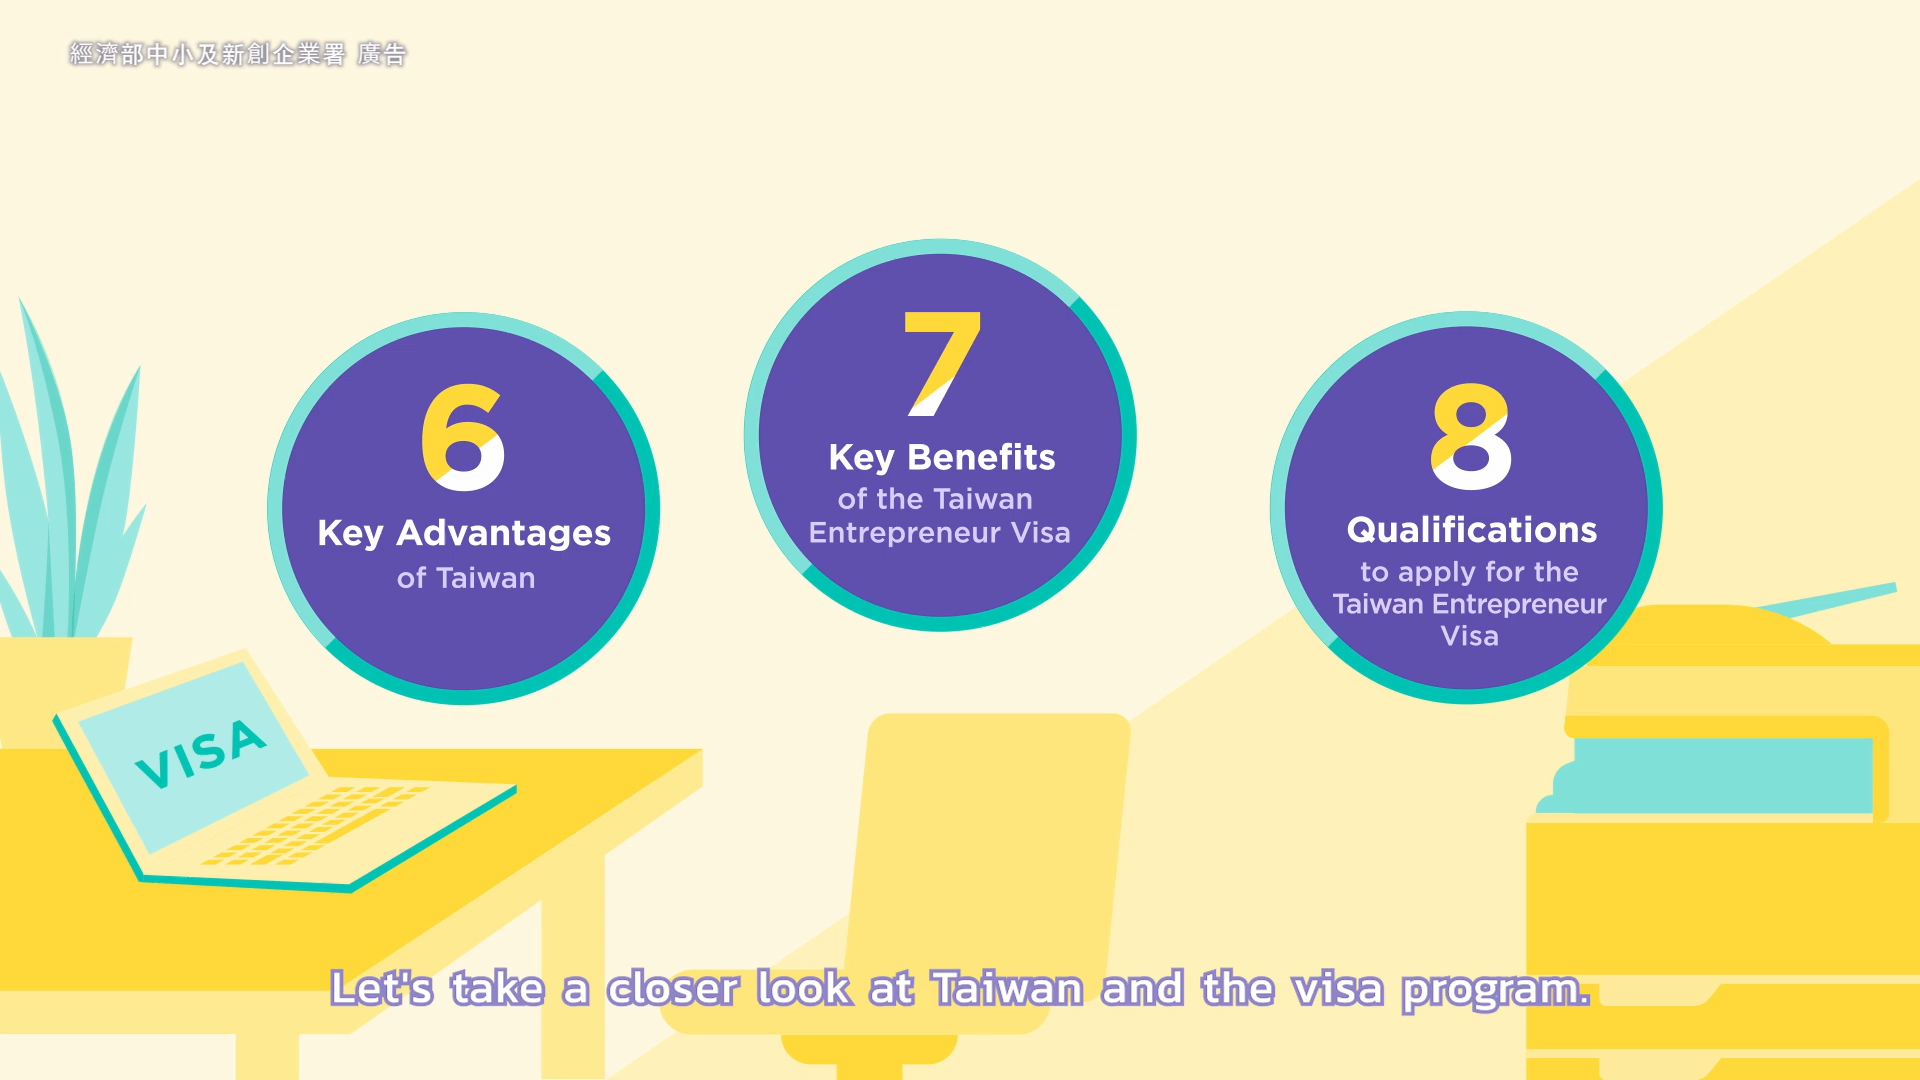 經濟部中小及新創企業署 廣告
6
Key Advantages
of Taiwan
7
Key Benefits
of the Taiwan
Entrepreneur Visa
8
Qualifications
to apply for the
Taiwan Entrepreneur
Visa
VISA
Let's take a closer look at Taiwan and the visa program.